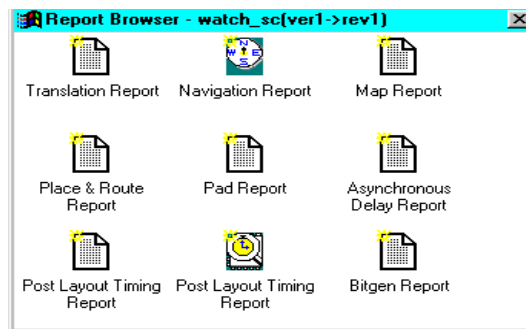 Report Browser - watch_sc(ver1->rev1)
Translation Report Navigation Report Map Report
Place & Route Pad Report Asynchronous
Report Delay Report
Post Layout Timing Post Layout Timing Bitgen Report
Report Report